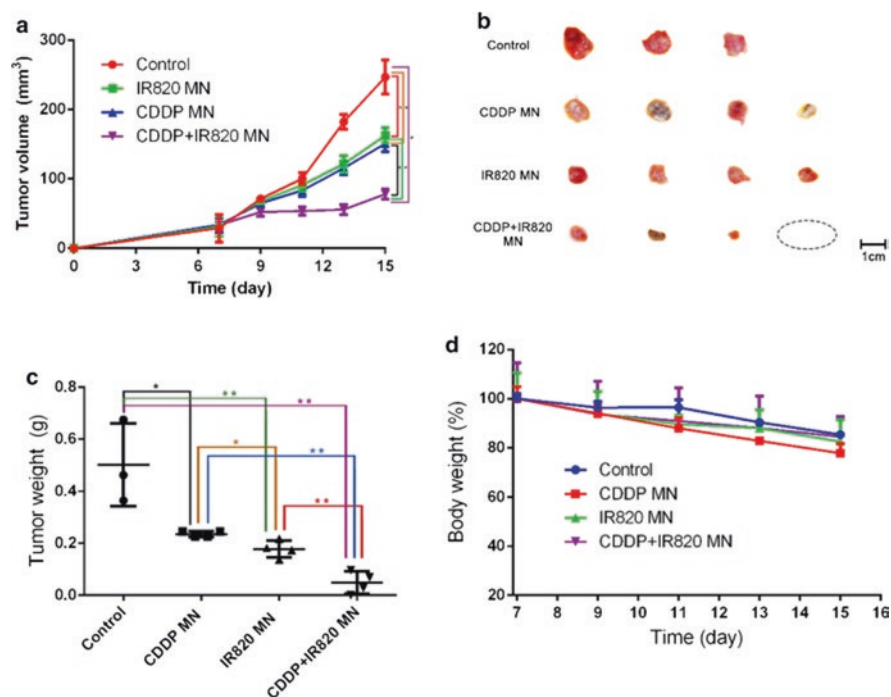 a
Tumor volume (mm³)
300
200
100
0
0
3
6
9
12
15
Time (day)
Control
IR820 MN
CDDP MN
CDDP+IR820 MN
b
Control
CDDP MN
IR820 MN
CDDP+IR820
MN
1cm
c
Tumor weight (g)
0.8
0.6
0.4
0.2
0.0
*
**
**
*
**
**
Control
CDDP MN
IR820 MN
CDDP+IR820 MN
d
Body weight (%)
120
100
80
60
40
20
7
8
9
10
11
12
13
14
15
16
Time (day)
Control
CDDP MN
IR820 MN
CDDP+IR820 MN